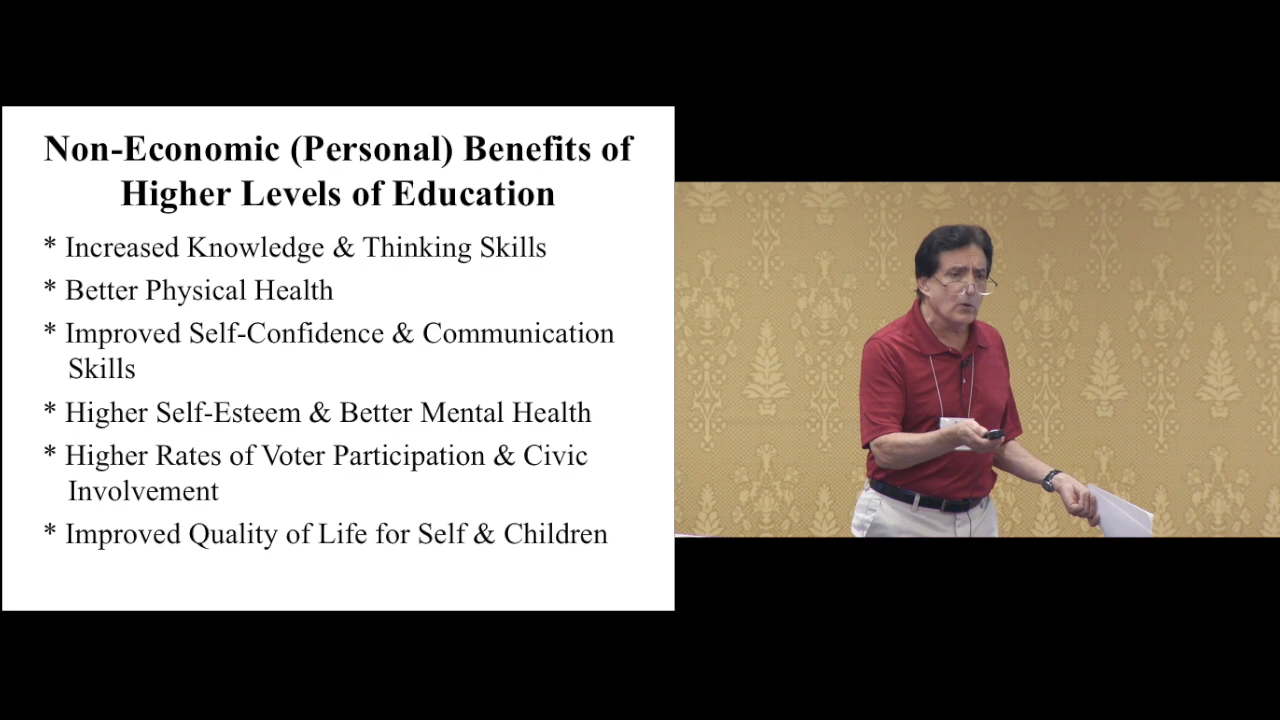 Non-Economic (Personal) Benefits of
Higher Levels of Education
* Increased Knowledge & Thinking Skills
* Better Physical Health
* Improved Self-Confidence & Communication
Skills
* Higher Self-Esteem & Better Mental Health
* Higher Rates of Voter Participation & Civic
Involvement
* Improved Quality of Life for Self & Children